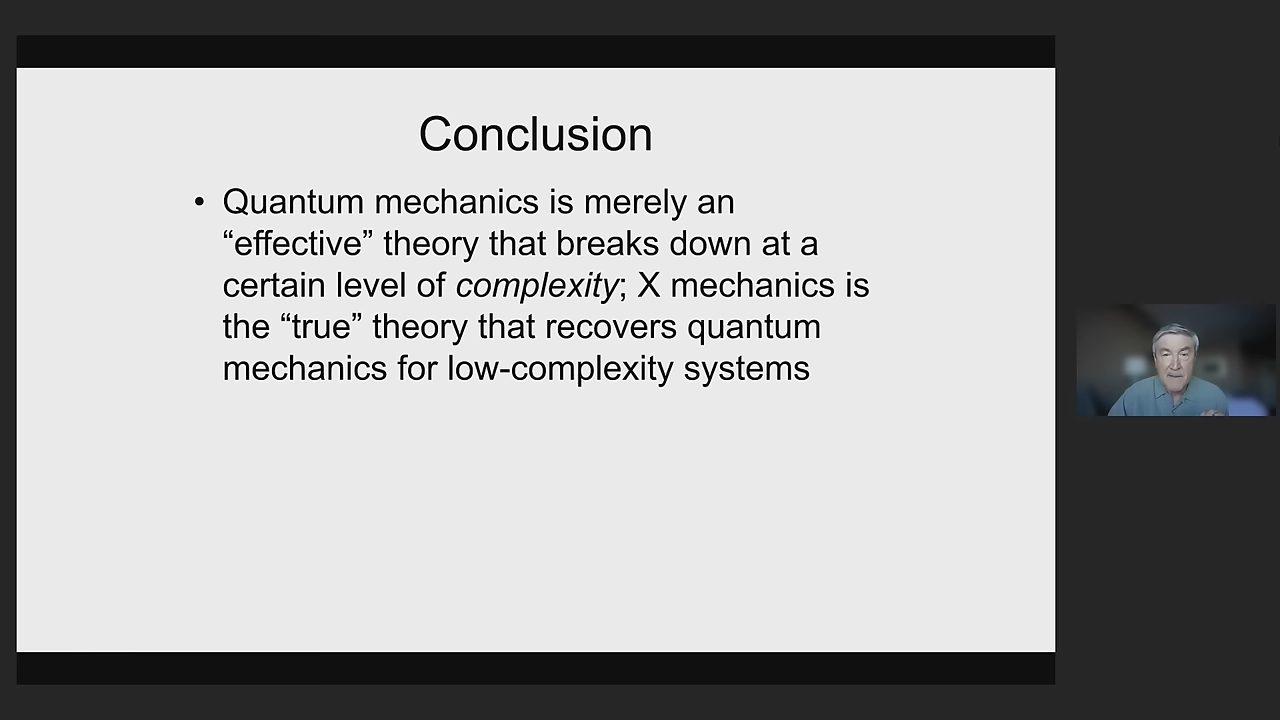 Conclusion
• Quantum mechanics is merely an
“effective” theory that breaks down at a
certain level of complexity; X mechanics is
the “true” theory that recovers quantum
mechanics for low-complexity systems